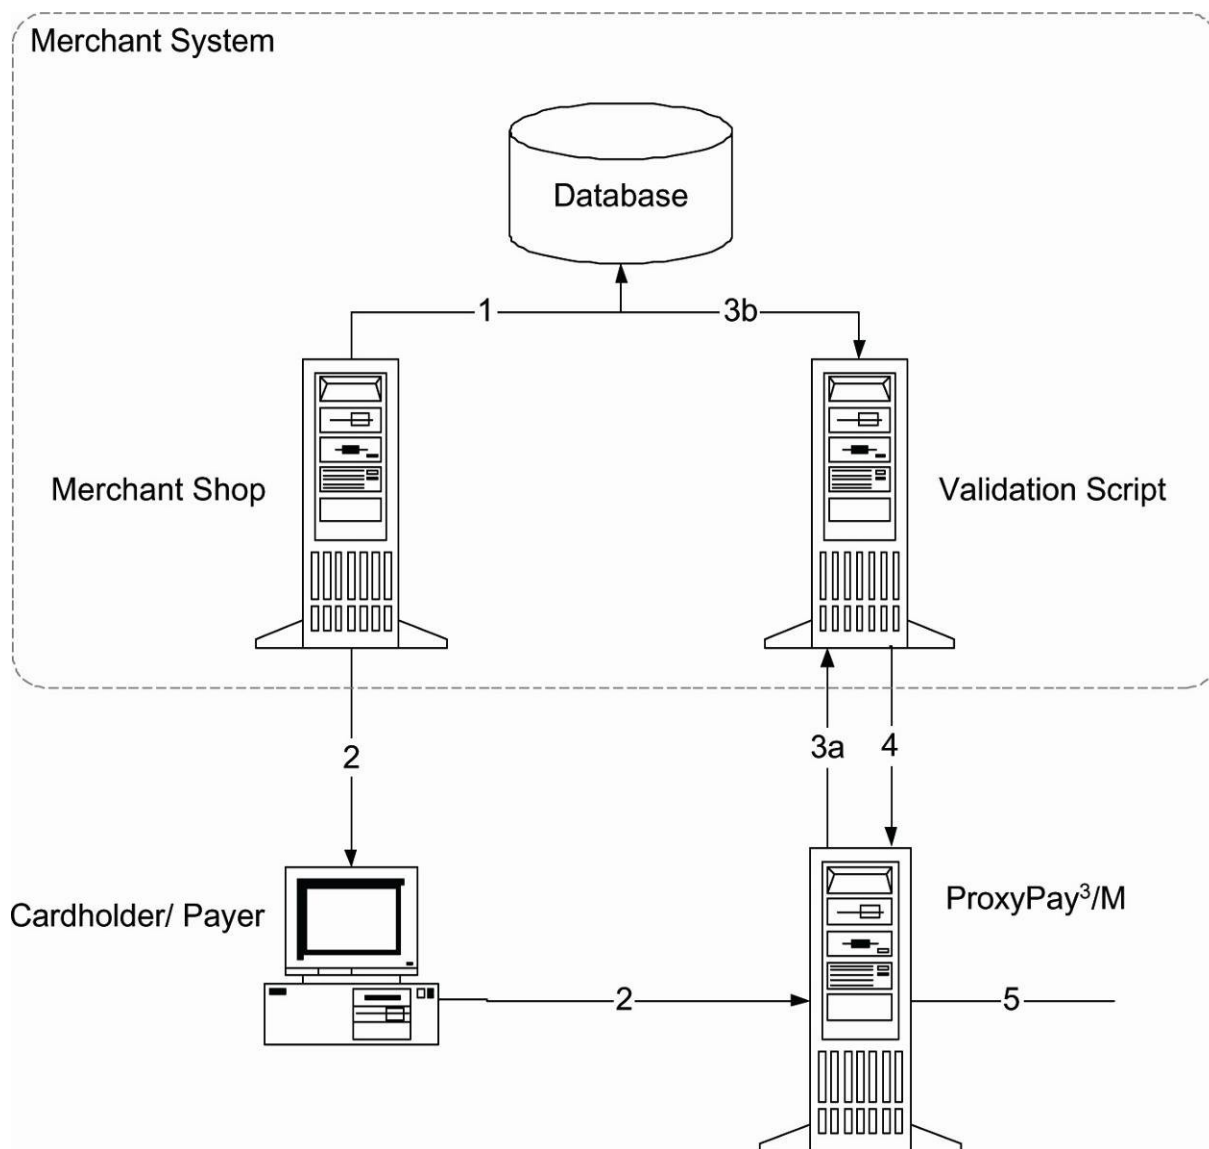 Merchant System
Database
1
3b
Merchant Shop
Validation Script
2
3a
4
Cardholder/ Payer
ProxyPay³/M
2
5